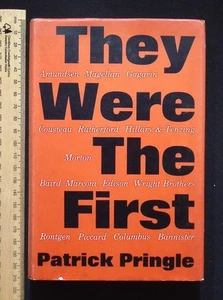 They
Amundsen Magellan Gagarin
Were
Cousteau Rutherford Hillary & Tenzing
The
Morton
Baird Marconi Edison Wright Brothers
First
Rontgen Piccard Columbus Bannister
Patrick Pringle